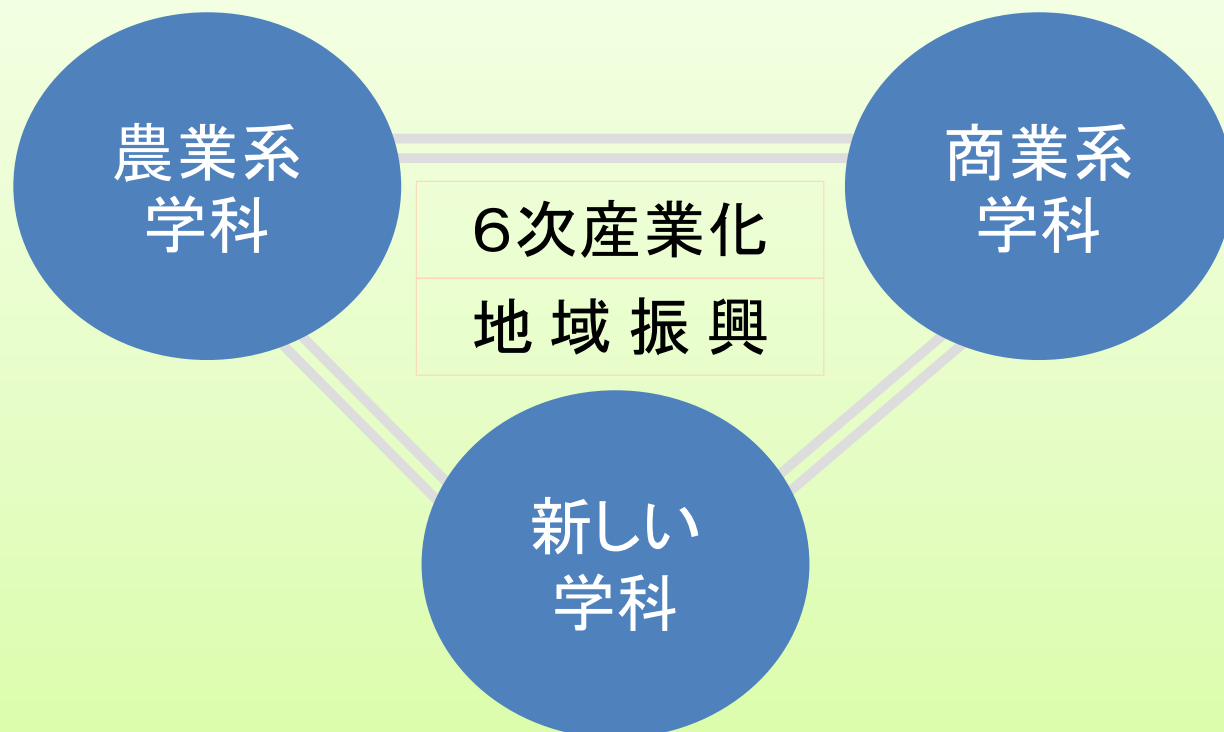 農業系
学科
商業系
学科
６次産業化
地 域 振 興
新しい
学科